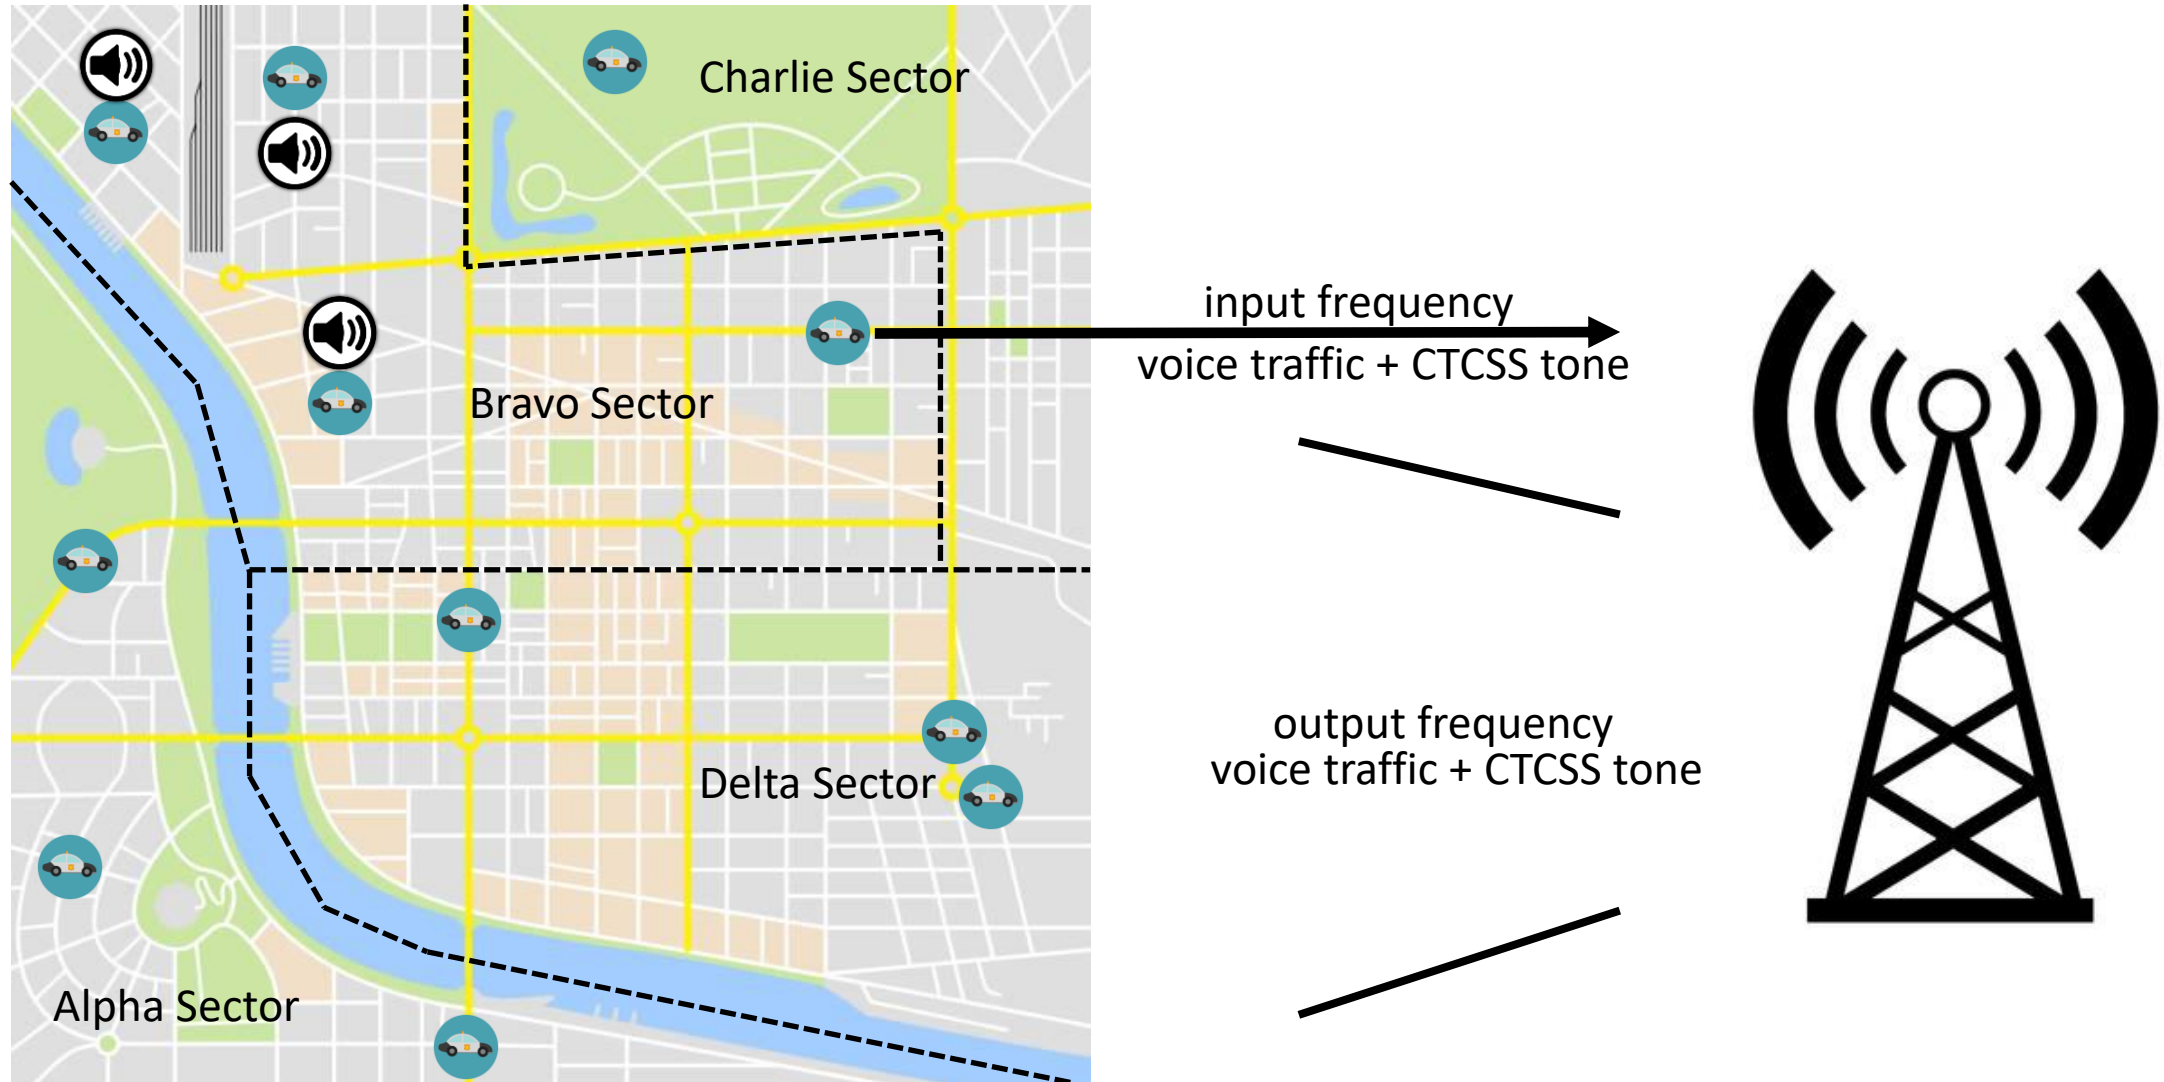 Charlie Sector
input frequency
voice traffic + CTCSS tone
Bravo Sector
output frequency
voice traffic + CTCSS tone
Delta Sector
Alpha Sector